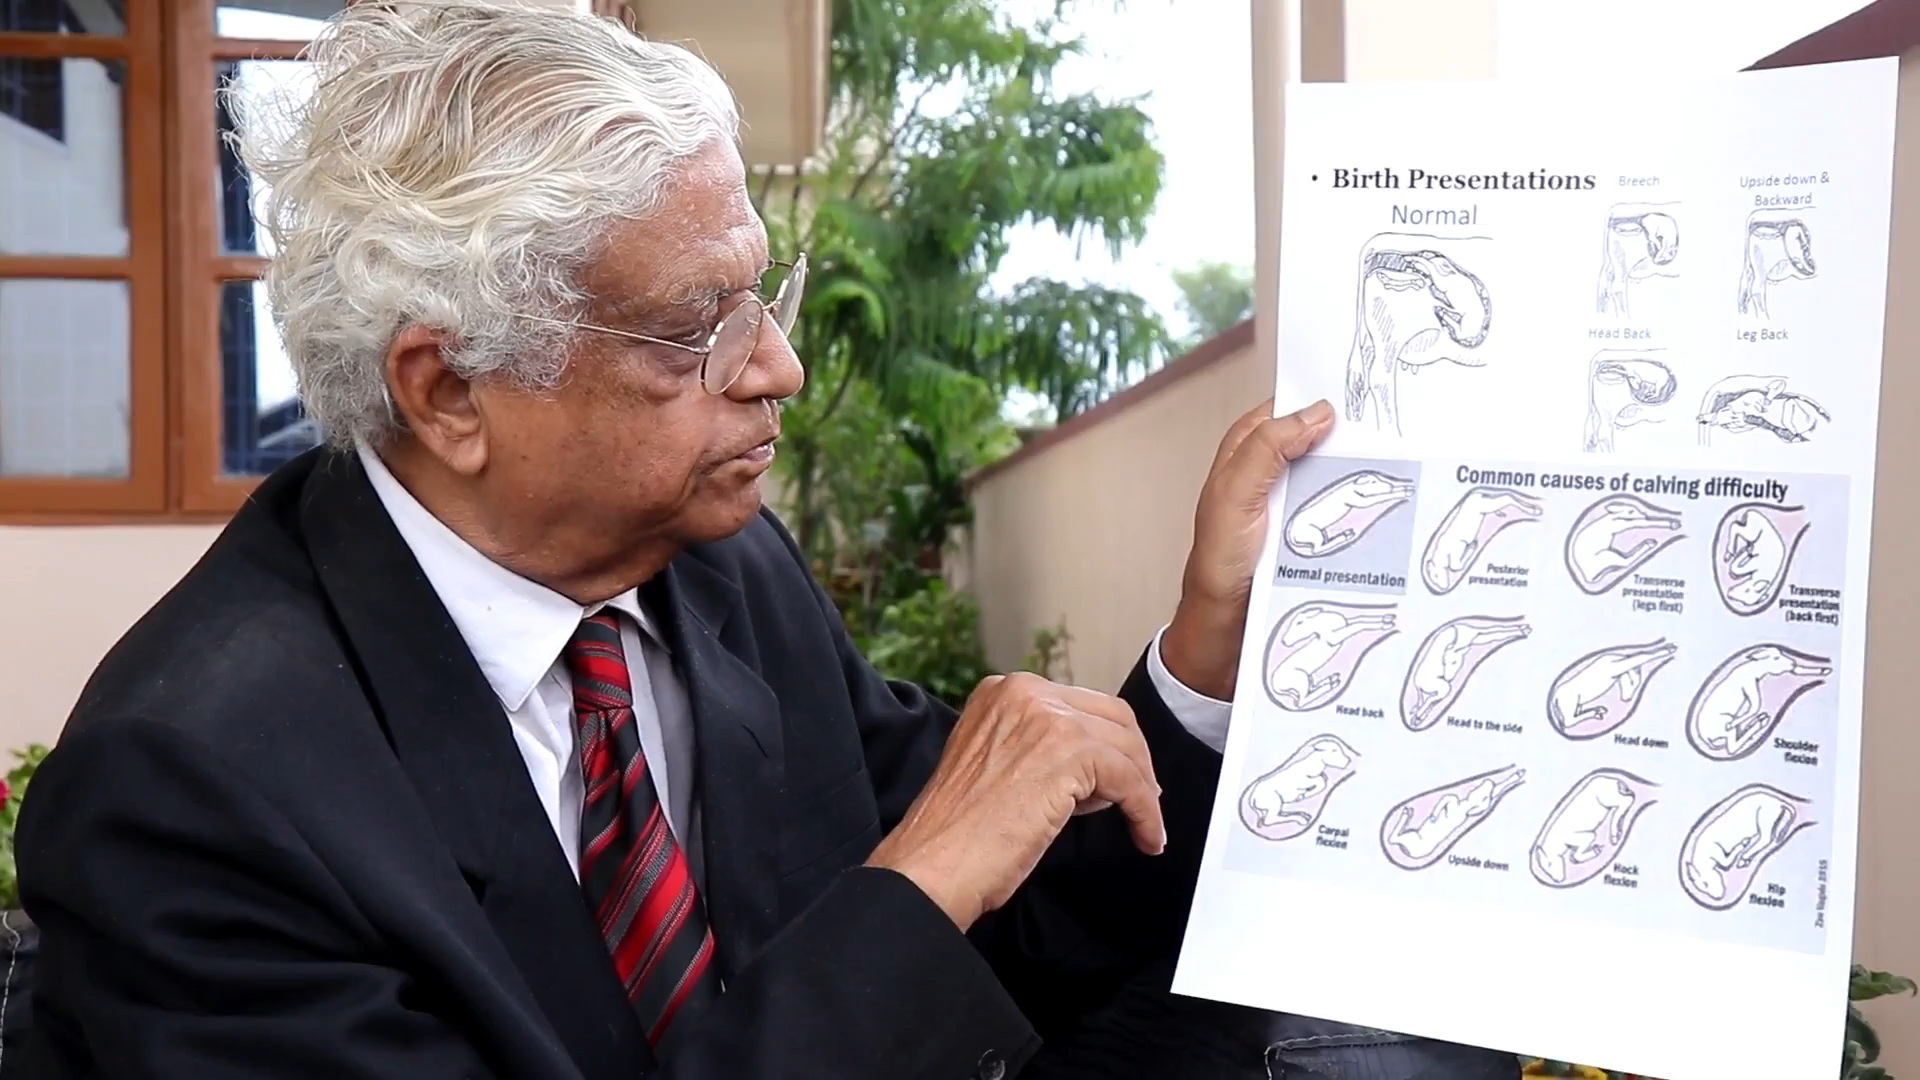 • Birth Presentations
Normal
Breech
Upside down &
Backward
Head Back
Leg Back
Common causes of calving difficulty
Normal presentation
Posterior
presentation
Transverse
presentation
(legs first)
Transverse
presentation
(back first)
Head back
Head to the side
Head down
Shoulder
flexion
Carpal
flexion
Upside down
Hock
flexion
Hip
flexion